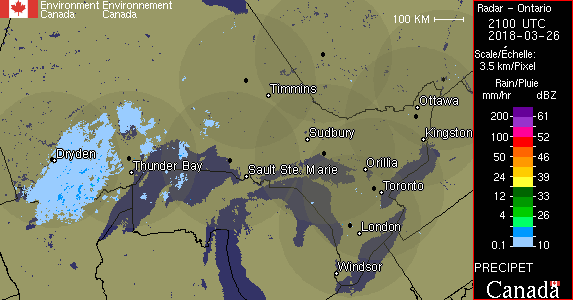 Environment Environnement
Canada Canada
100 KM
Timmins
Ottawa
Sudbury
Kingston
Dryden
Thunder Bay
Sault Ste. Marie
Orillia
Toronto
London
Windsor
Radar - Ontario
2100 UTC
2018-03-26
Scale/Échelle:
3.5 km/Pixel
Rain/Pluie
mm/hr dBZ
200 61
100 52
50 46
24 39
12 33
4 26
0.1 10
PRECIPET
Canada